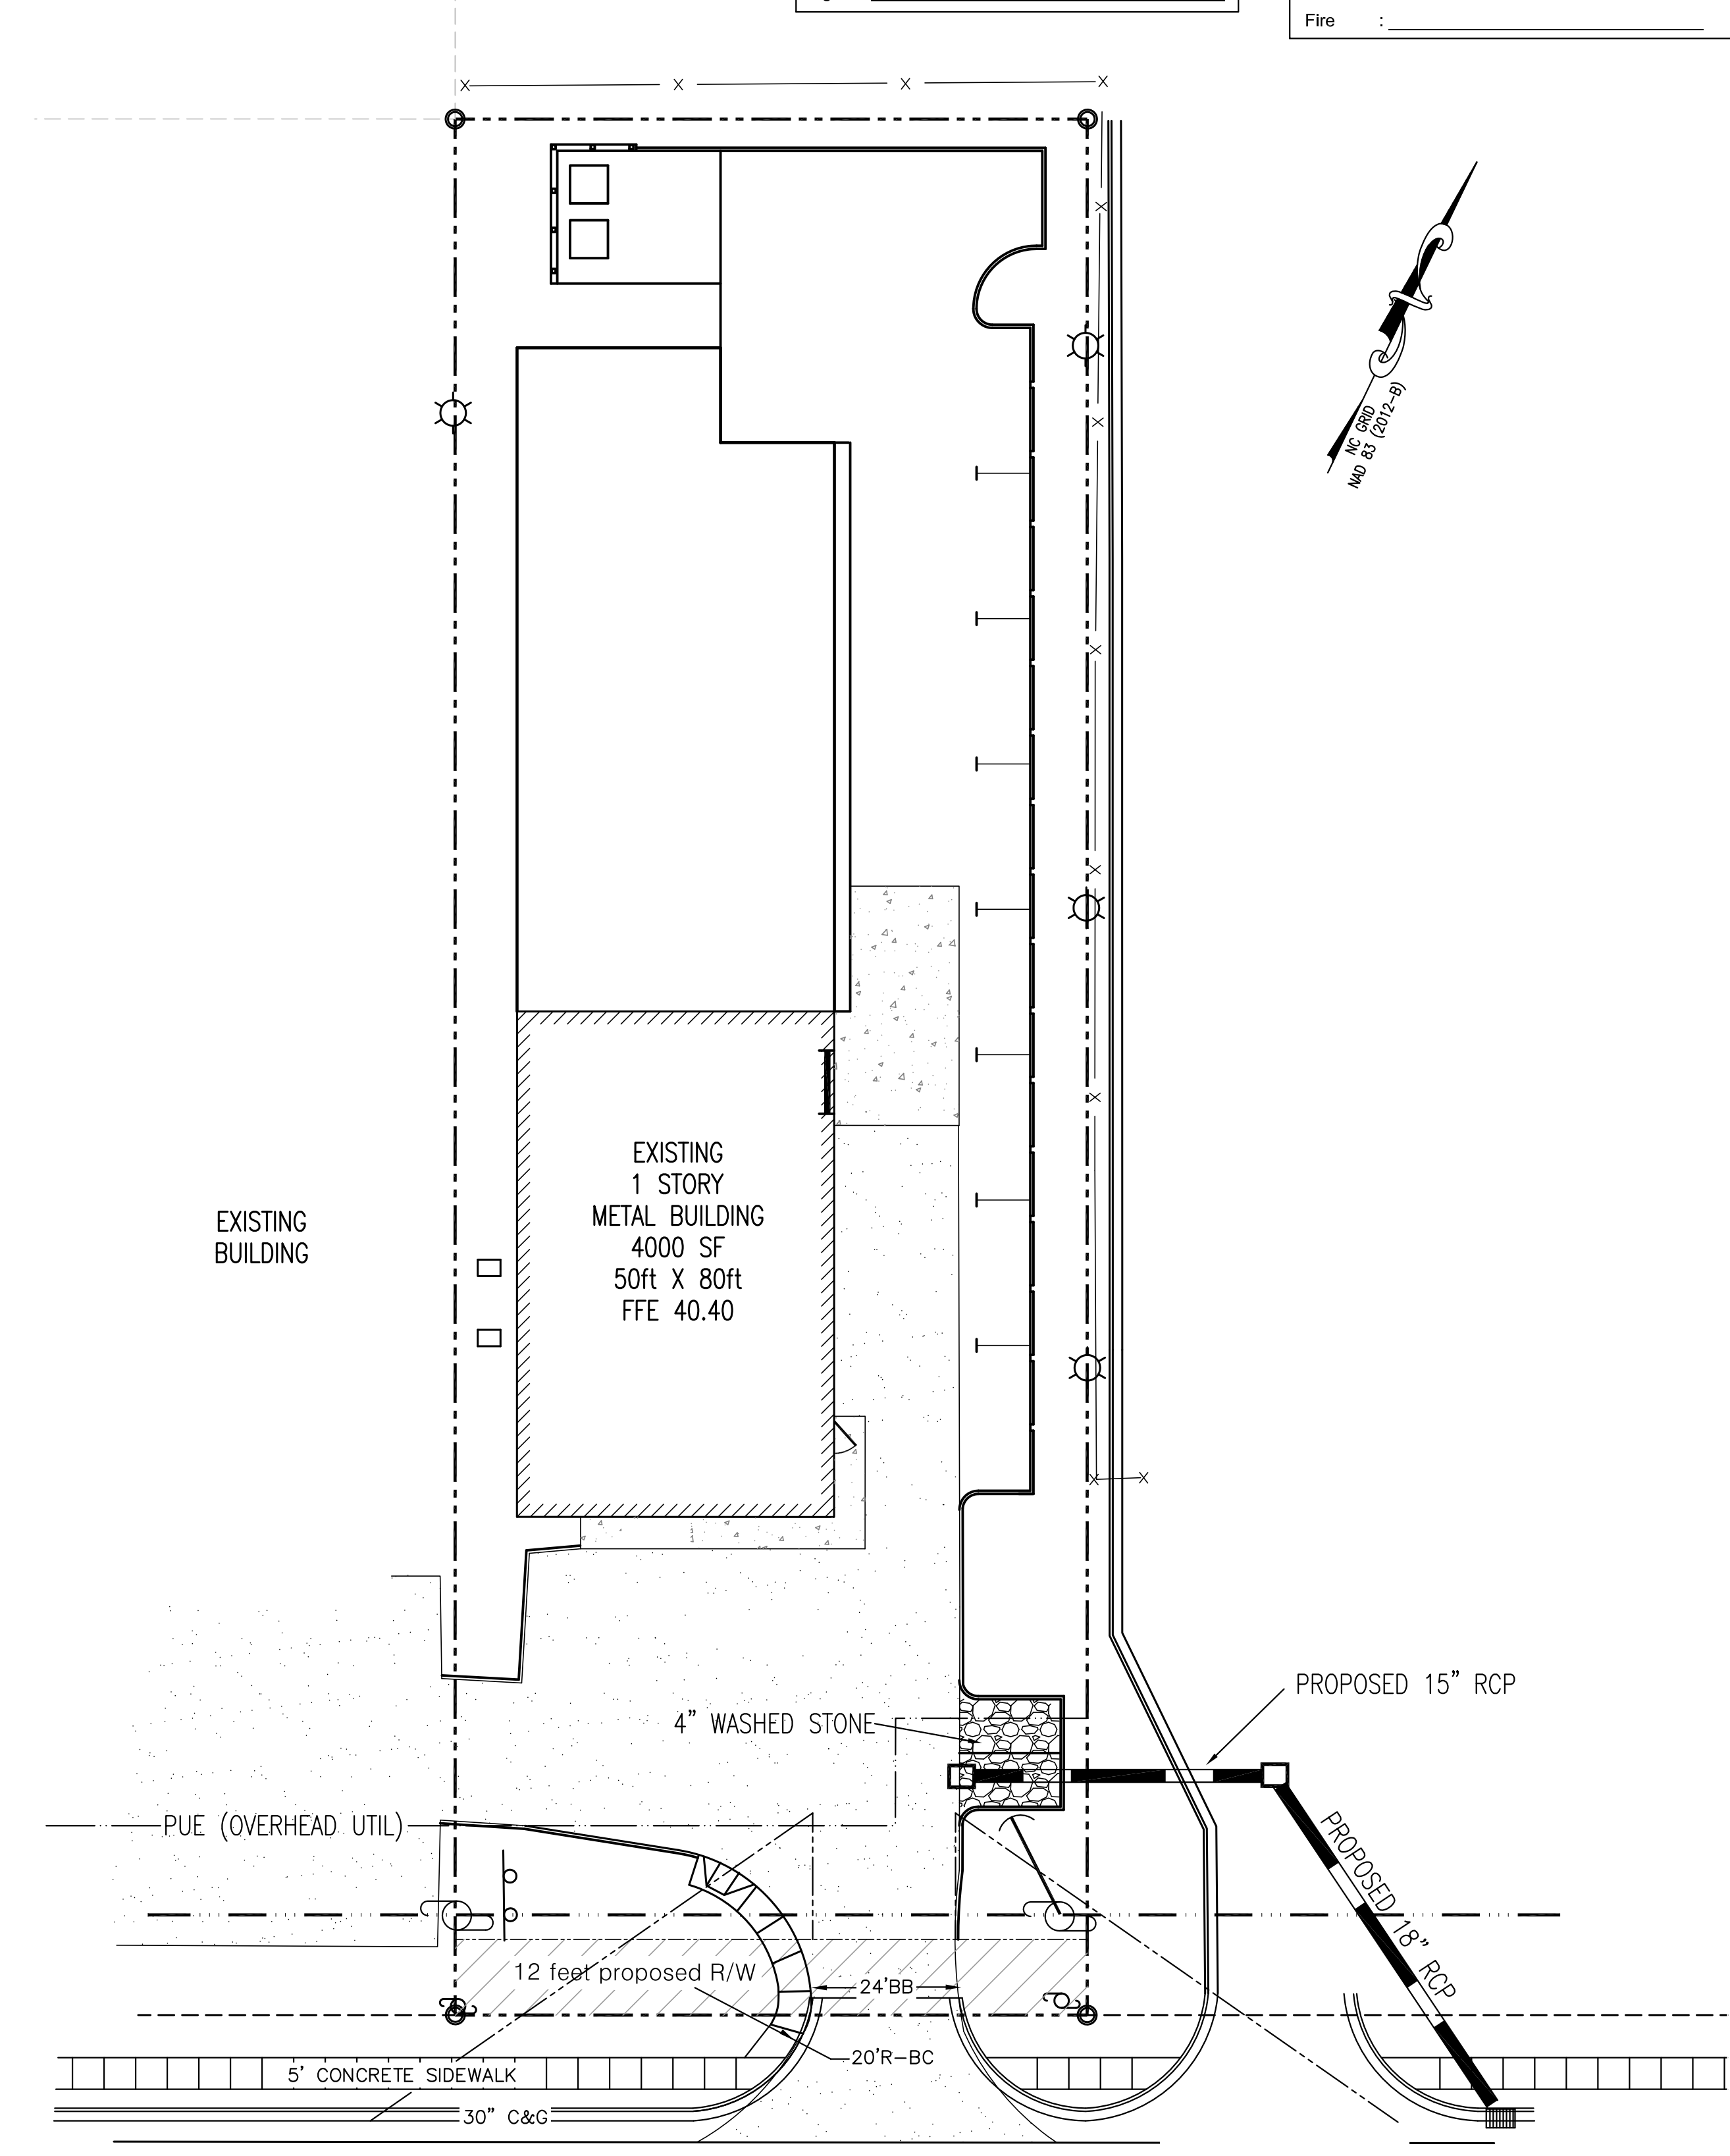 Fire :
NC GRID
NAD 83 (2012-B)
EXISTING
1 STORY
METAL BUILDING
4000 SF
50ft X 80ft
FFE 40.40
EXISTING
BUILDING
PROPOSED 15” RCP
4” WASHED STONE
PUE (OVERHEAD UTIL)
PROPOSED 18” RCP
12 feet proposed R/W
24'BB
20'R-BC
5' CONCRETE SIDEWALK
30” C&G